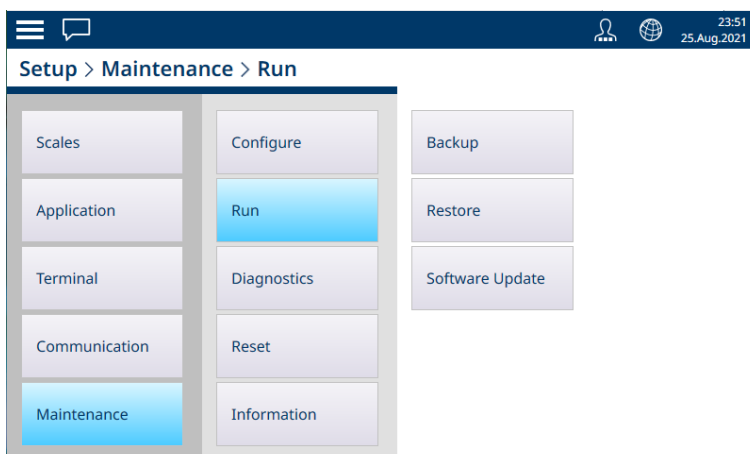 23:51
25.Aug.2021
Setup > Maintenance > Run
Scales
Configure
Backup
Application
Run
Restore
Terminal
Diagnostics
Software Update
Communication
Reset
Maintenance
Information